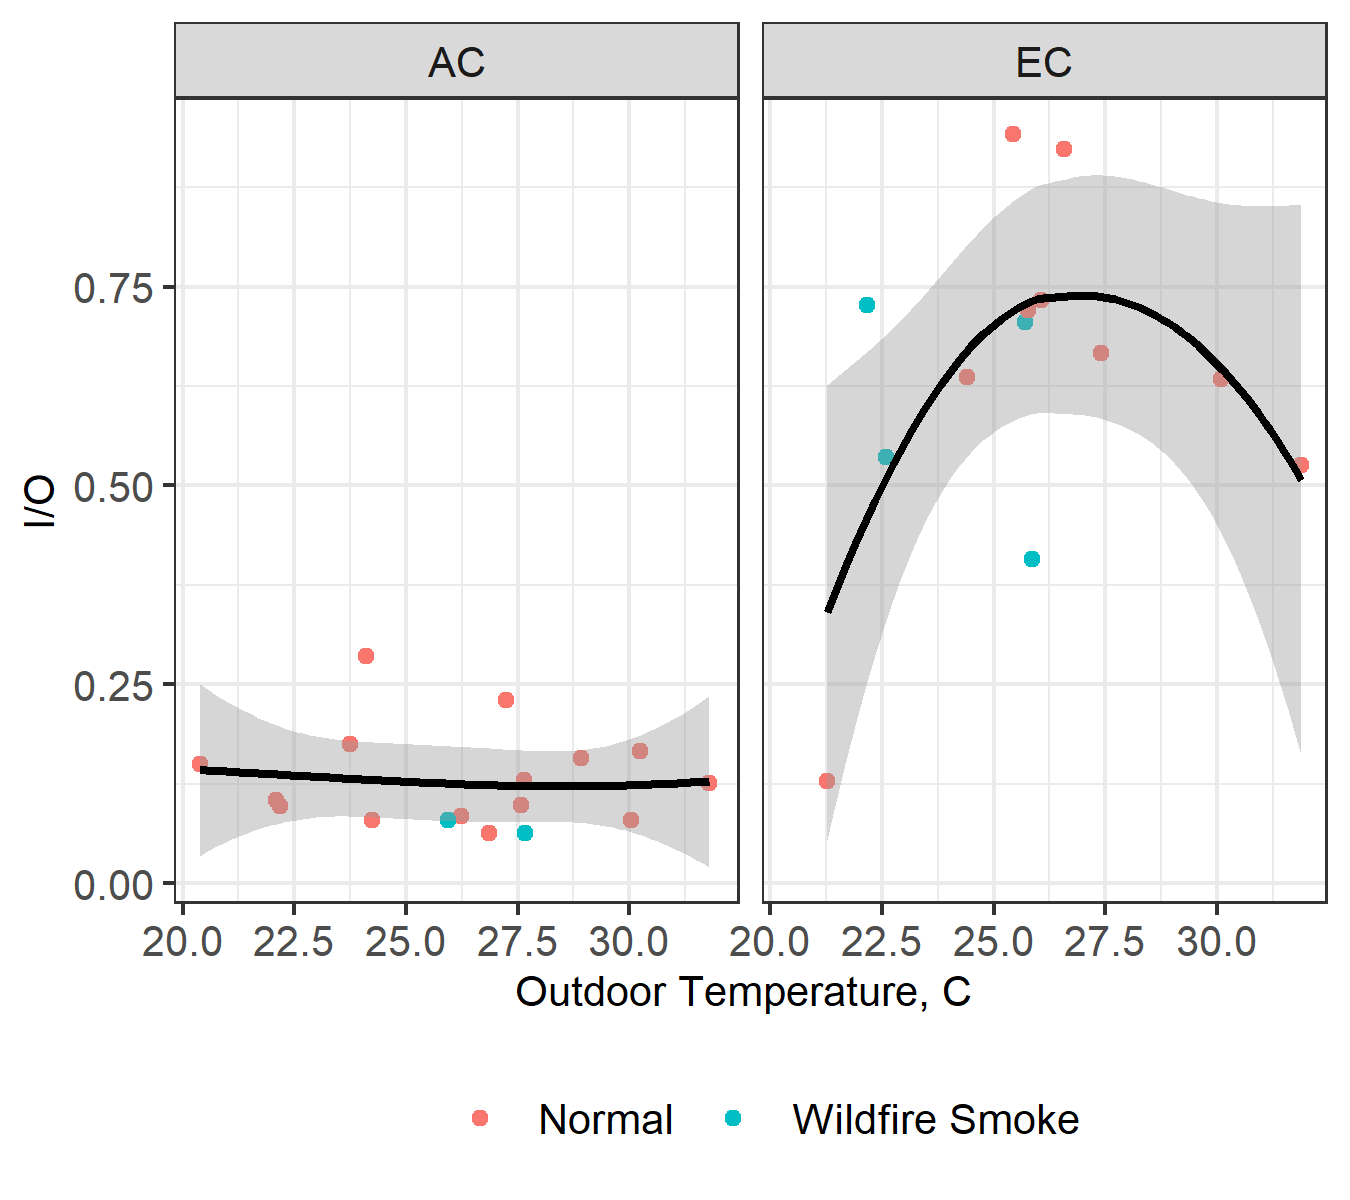 AC EC
I/O
0.75
0.50
0.25
0.00
20.0 22.5 25.0 27.5 30.0 20.0 22.5 25.0 27.5 30.0
Outdoor Temperature, C
Normal Wildfire Smoke